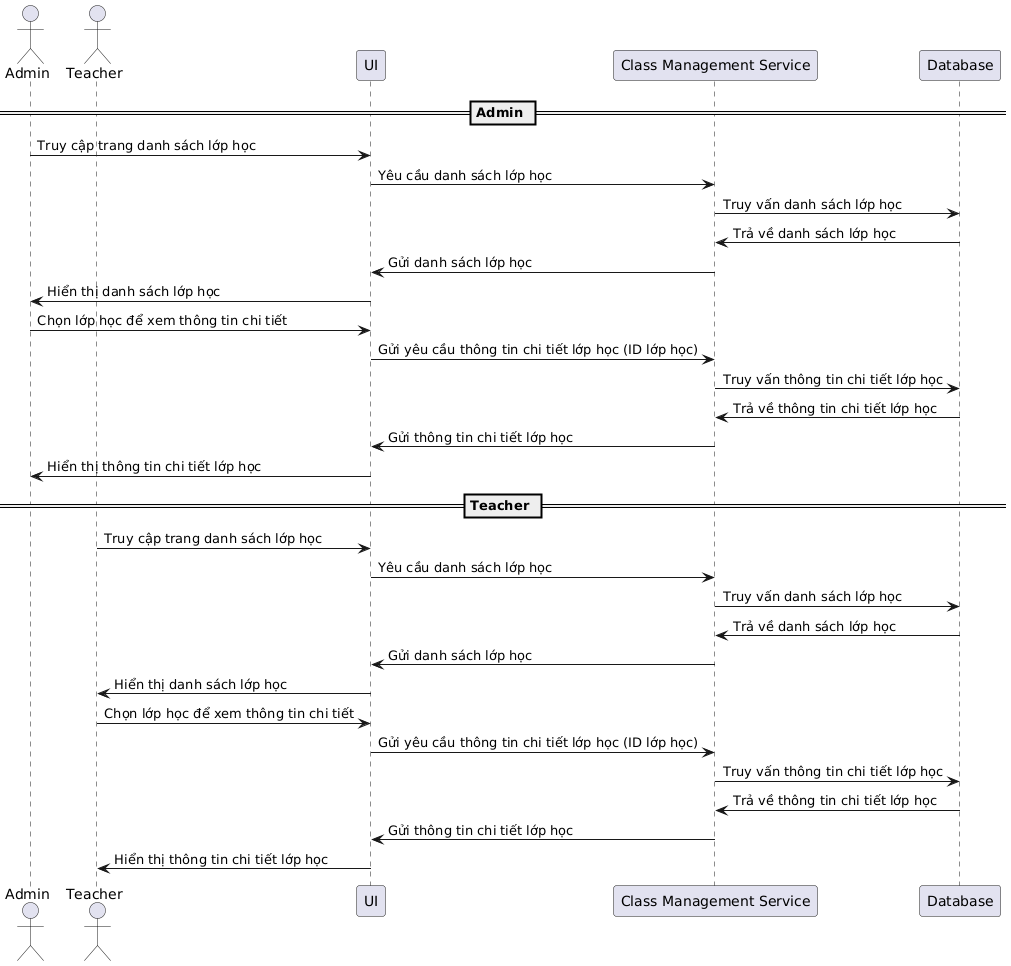 Admin
Teacher
UI
Class Management Service
Database
Admin
Truy cập trang danh sách lớp học
Yêu cầu danh sách lớp học
Truy vấn danh sách lớp học
Trả về danh sách lớp học
Gửi danh sách lớp học
Hiển thị danh sách lớp học
Chọn lớp học để xem thông tin chi tiết
Gửi yêu cầu thông tin chi tiết lớp học (ID lớp học)
Truy vấn thông tin chi tiết lớp học
Trả về thông tin chi tiết lớp học
Gửi thông tin chi tiết lớp học
Hiển thị thông tin chi tiết lớp học
Teacher
Truy cập trang danh sách lớp học
Yêu cầu danh sách lớp học
Truy vấn danh sách lớp học
Trả về danh sách lớp học
Gửi danh sách lớp học
Hiển thị danh sách lớp học
Chọn lớp học để xem thông tin chi tiết
Gửi yêu cầu thông tin chi tiết lớp học (ID lớp học)
Truy vấn thông tin chi tiết lớp học
Trả về thông tin chi tiết lớp học
Gửi thông tin chi tiết lớp học
Hiển thị thông tin chi tiết lớp học
Admin
Teacher
UI
Class Management Service
Database